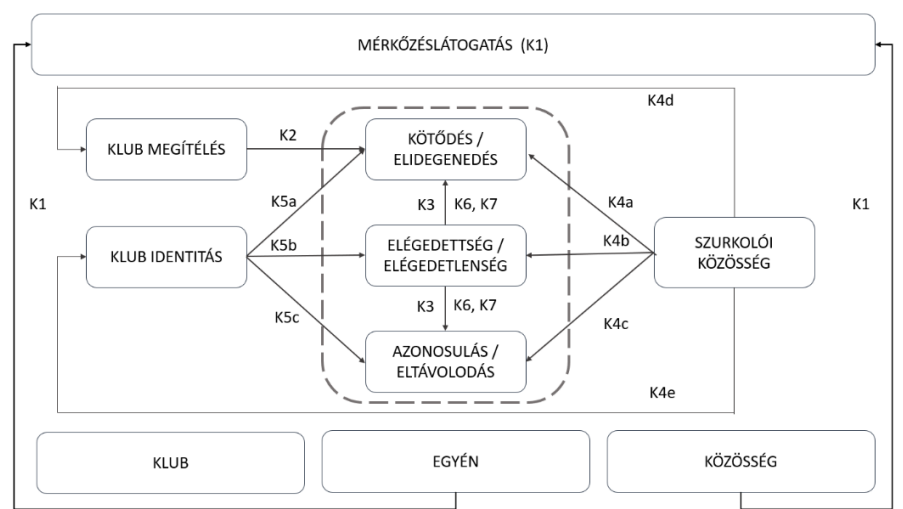 MÉRKŐZÉSLÁTOGATÁS (K1)
K4d
KLUB MEGÍTÉLÉS
K2
KÖTŐDÉS /
ELIDEGENEDÉS
K1
K5a
K3
K6, K7
K4a
K1
KLUB IDENTITÁS
K5b
ELÉGEDETTSÉG /
ELÉGEDETLENSÉG
K4b
SZURKOLÓI
KÖZÖSSÉG
K5c
K3
K6, K7
K4c
AZONOSULÁS /
ELTÁVOLODÁS
K4e
KLUB
EGYÉN
KÖZÖSSÉG